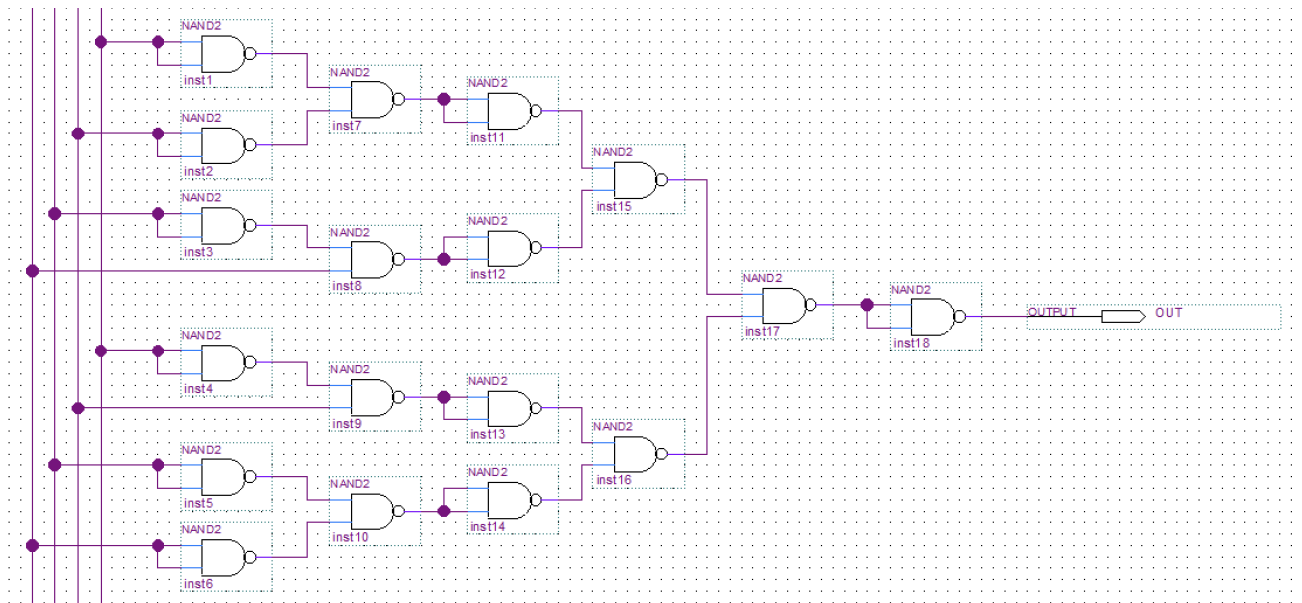 NAND2
inst1
NAND2
inst7
NAND2
inst11
NAND2
inst2
NAND2
inst15
NAND2
inst3
NAND2
inst8
NAND2
inst12
NAND2
inst17
NAND2
inst18
OUTPUT
OUT
NAND2
inst4
NAND2
inst9
NAND2
inst13
NAND2
inst16
NAND2
inst5
NAND2
inst10
NAND2
inst14
NAND2
inst6